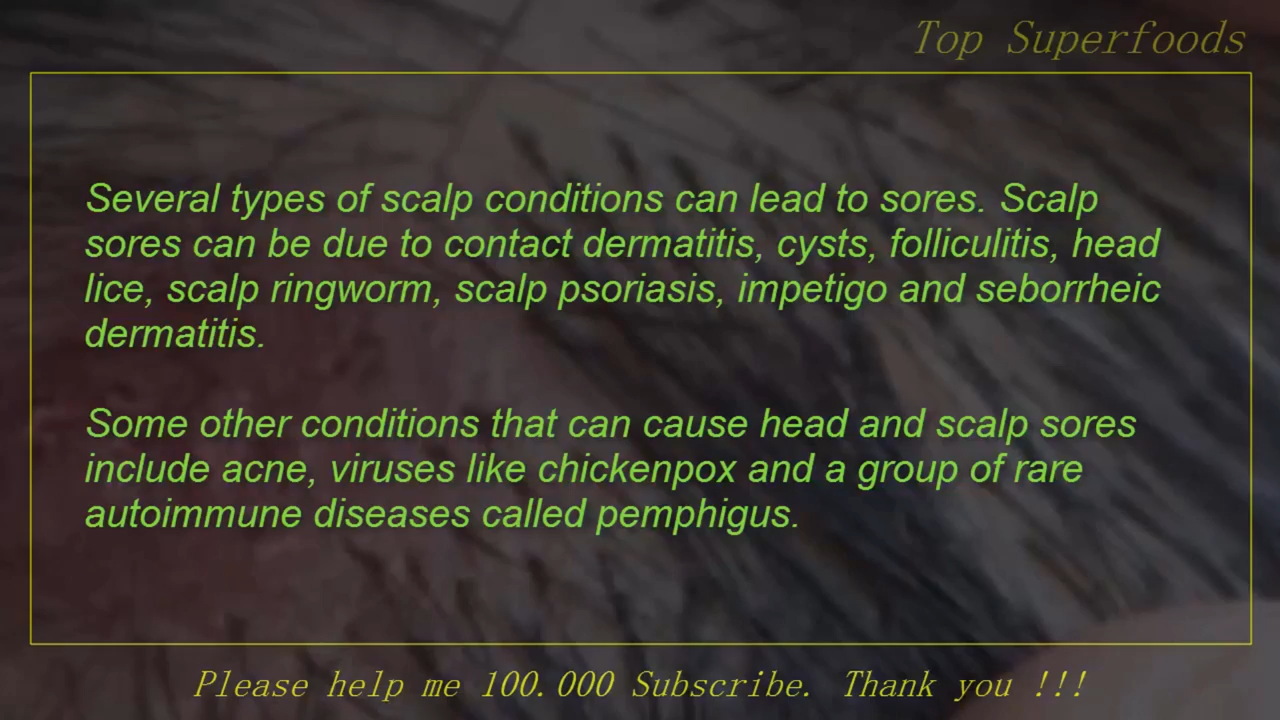 Top Superfoods
Several types of scalp conditions can lead to sores. Scalp
sores can be due to contact dermatitis, cysts, folliculitis, head
lice, scalp ringworm, scalp psoriasis, impetigo and seborrheic
dermatitis.
Some other conditions that can cause head and scalp sores
include acne, viruses like chickenpox and a group of rare
autoimmune diseases called pemphigus.
Please help me 100.000 Subscribe. Thank you !!!